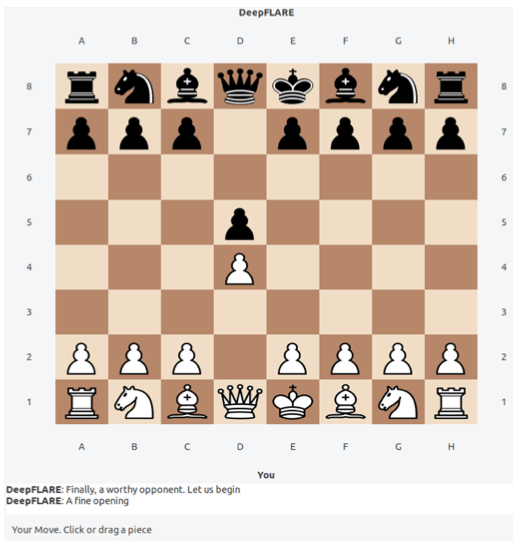 DeepFLARE
A B C D E F G H
8 8
7 7
6 6
5 5
4 4
3 3
2 2
1 1
A B C D E F G H
You
DeepFLARE: Finally, a worthy opponent. Let us begin
DeepFLARE: A fine opening
Your Move. Click or drag a piece